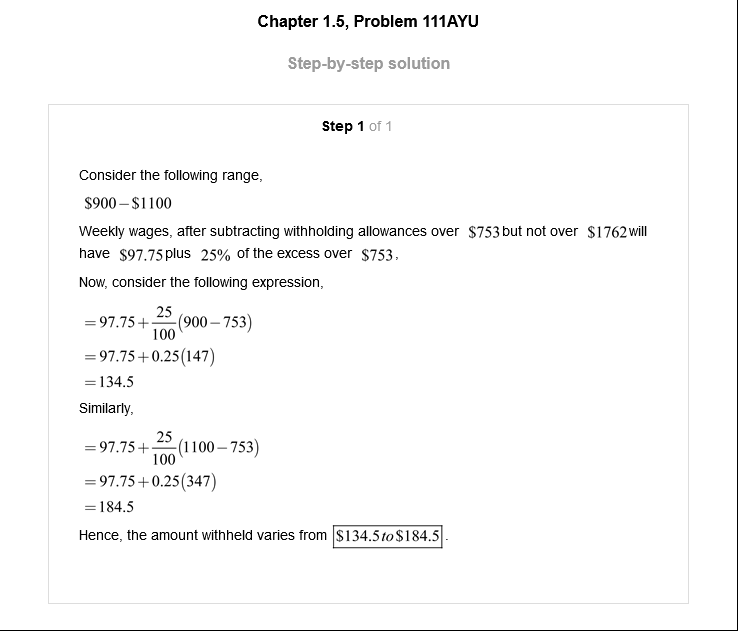 Chapter 1.5, Problem 111AYU
Step-by-step solution
Step 1 of 1
Consider the following range,
$900 – $1100
Weekly wages, after subtracting withholding allowances over $753 but not over $1762 will
have $97.75 plus 25% of the excess over $753.
Now, consider the following expression,
= 97.75 + 25/100 (900 – 753)
= 97.75 + 0.25(147)
= 134.5
Similarly,
= 97.75 + 25/100 (1100 – 753)
= 97.75 + 0.25(347)
= 184.5
Hence, the amount withheld varies from $134.5 to $184.5.